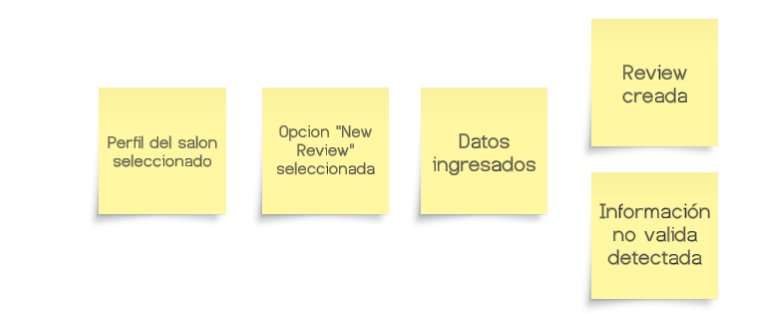 Perfil del salon
seleccionado
Opcion "New
Review"
seleccionada
Datos
ingresados
Review
creada
Información
no valida
detectada